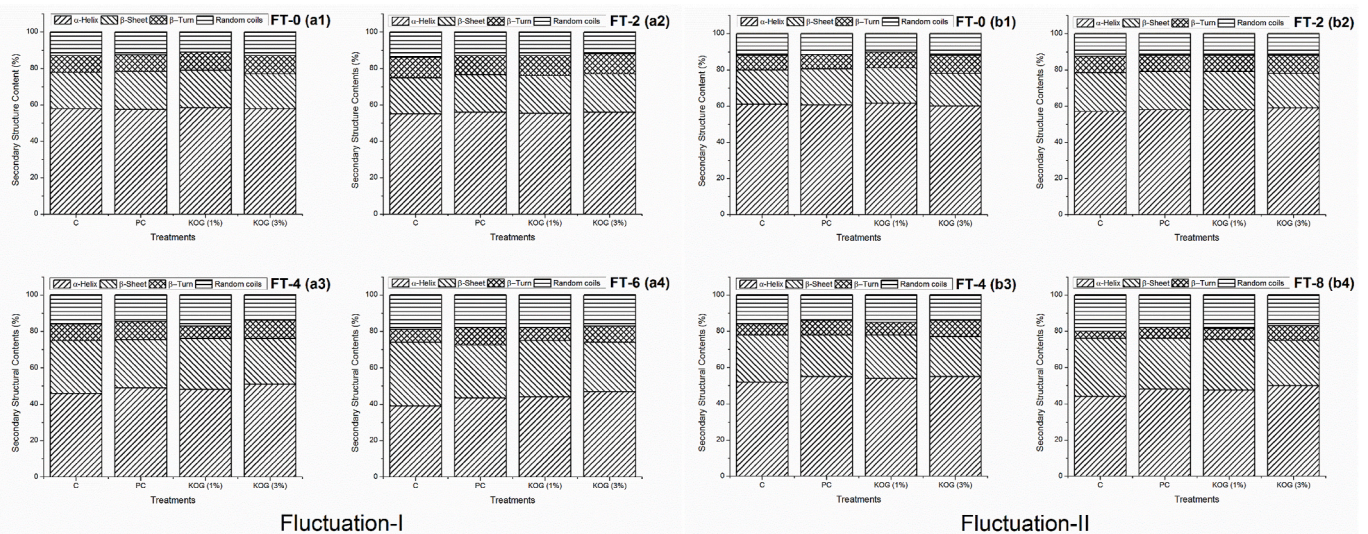 α-Helix β-Sheet β-Turn Random coils FT-0 (a1)
Secondary Structure Content (%)
100
80
60
40
20
0
C PC KOG (1%) KOG (3%)
Treatments
α-Helix β-Sheet β-Turn Random coils FT-2 (a2)
Secondary Structure Contents (%)
100
80
60
40
20
0
C PC KOG (1%) KOG (3%)
Treatments
α-Helix β-Sheet β-Turn Random coils FT-0 (b1)
Secondary Structure Content (%)
100
80
60
40
20
0
C PC KOG (1%) KOG (3%)
Treatments
α-Helix β-Sheet β-Turn Random coils FT-2 (b2)
Secondary Structure Contents (%)
100
80
60
40
20
0
C PC KOG (1%) KOG (3%)
Treatments
α-Helix β-Sheet β-Turn Random coils FT-4 (a3)
Secondary Structural Contents (%)
100
80
60
40
20
0
C PC KOG (1%) KOG (3%)
Treatments
α-Helix β-Sheet β-Turn Random coils FT-6 (a4)
Secondary Structural Contents (%)
100
80
60
40
20
0
C PC KOG (1%) KOG (3%)
Treatments
α-Helix β-Sheet β-Turn Random coils FT-4 (b3)
Secondary Structural Contents (%)
100
80
60
40
20
0
C PC KOG (1%) KOG (3%)
Treatments
α-Helix β-Sheet β-Turn Random coils FT-8 (b4)
Secondary Structural Contents (%)
100
80
60
40
20
0
C PC KOG (1%) KOG (3%)
Treatments
Fluctuation-I
Fluctuation-II